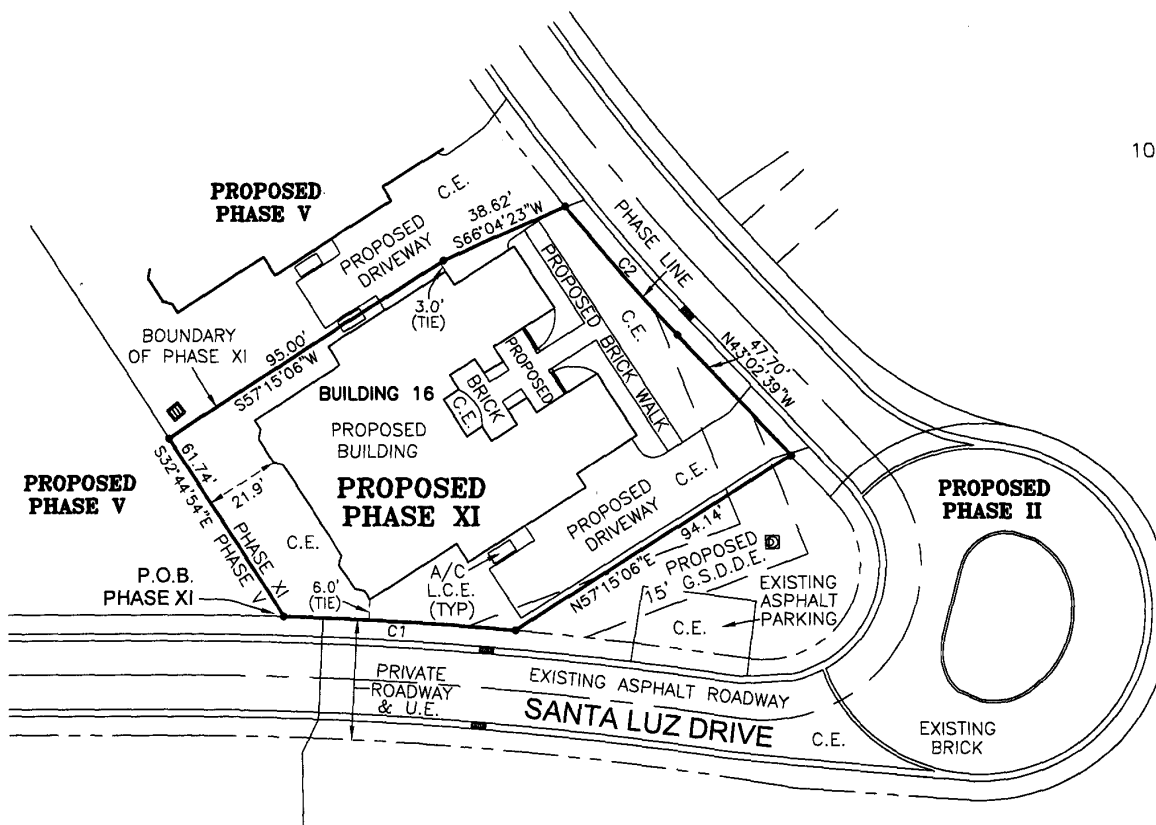 10
PROPOSED
PHASE V
C.E.
PROPOSED
DRIVEWAY
38.62'
S66°04'23"W
PHASE LINE
C2
3.0'
(TIE)
PROPOSED BRICK WALK
C.E.
47.70'
N43°02'39"W
BOUNDARY
OF PHASE XI
95.00'
S57°15'06"W
BUILDING 16
PROPOSED
BRICK
C.E.
PROPOSED
BUILDING
PROPOSED
PHASE XI
PROPOSED
PHASE V
61.74'
S32°44'54"E
PHASE V
PHASE XI
21.9'
C.E.
PROPOSED
DRIVEWAY
C.E.
94.14'
N57°15'06"E
PROPOSED
15' G.S.D.D.E.
PROPOSED
PHASE II
P.O.B.
PHASE XI
6.0'
(TIE)
A/C
L.C.E.
(TYP)
EXISTING
ASPHALT
PARKING
C.E.
C1
PRIVATE
ROADWAY
& U.E.
EXISTING ASPHALT ROADWAY
SANTA LUZ DRIVE
C.E.
EXISTING
BRICK